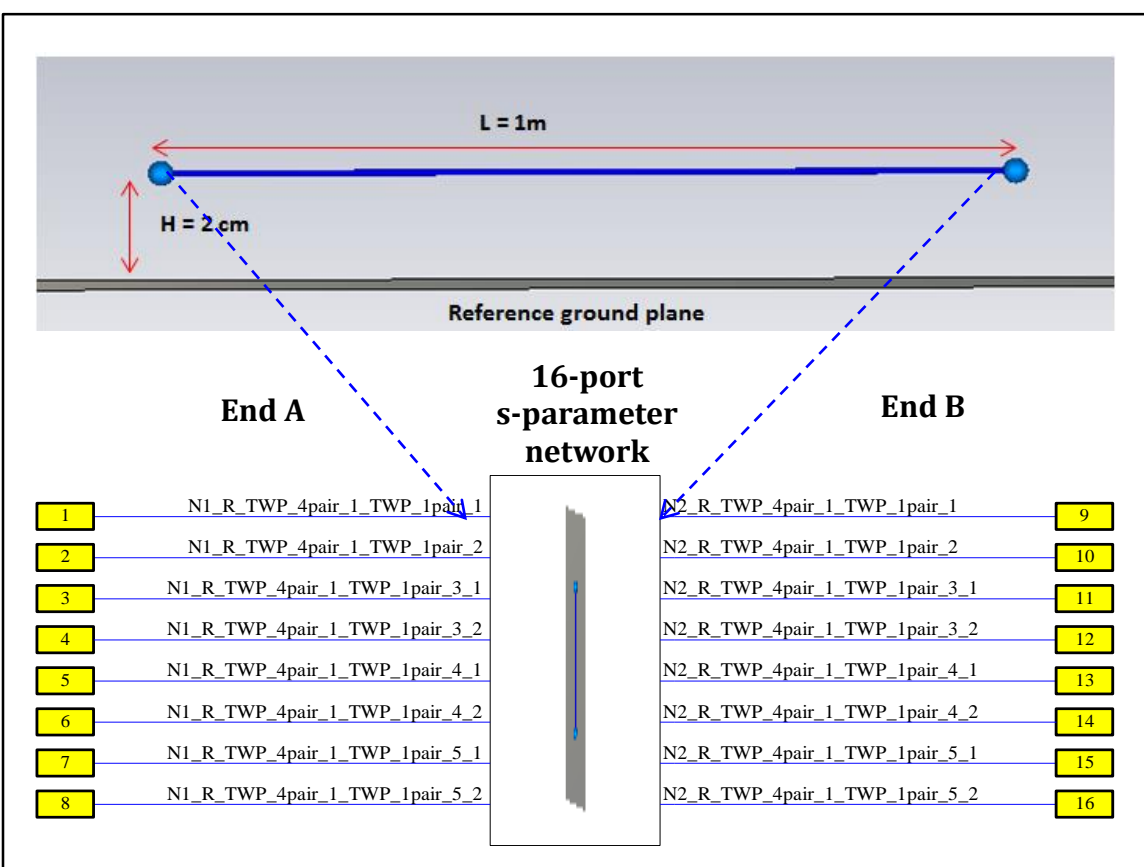 L = 1m
H = 2 cm
Reference ground plane
16-port
s-parameter
network
End A
End B
1
N1_R_TWP_4pair_1_TWP_1pair_1
N2_R_TWP_4pair_1_TWP_1pair_1
9
2
N1_R_TWP_4pair_1_TWP_1pair_2
N2_R_TWP_4pair_1_TWP_1pair_2
10
3
N1_R_TWP_4pair_1_TWP_1pair_3_1
N2_R_TWP_4pair_1_TWP_1pair_3_1
11
4
N1_R_TWP_4pair_1_TWP_1pair_3_2
N2_R_TWP_4pair_1_TWP_1pair_3_2
12
5
N1_R_TWP_4pair_1_TWP_1pair_4_1
N2_R_TWP_4pair_1_TWP_1pair_4_1
13
6
N1_R_TWP_4pair_1_TWP_1pair_4_2
N2_R_TWP_4pair_1_TWP_1pair_4_2
14
7
N1_R_TWP_4pair_1_TWP_1pair_5_1
N2_R_TWP_4pair_1_TWP_1pair_5_1
15
8
N1_R_TWP_4pair_1_TWP_1pair_5_2
N2_R_TWP_4pair_1_TWP_1pair_5_2
16